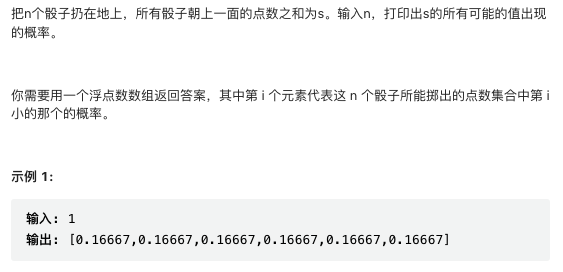 把n个骰子扔在地上，所有骰子朝上一面的点数之和为s。输入n，打印出s的所有可能的值出现
的概率。
你需要用一个浮点数数组返回答案，其中第 i 个元素代表这 n 个骰子所能掷出的点数集合中第 i
小的那个的概率。
示例 1:
输入: 1
输出: [0.16667,0.16667,0.16667,0.16667,0.16667,0.16667]